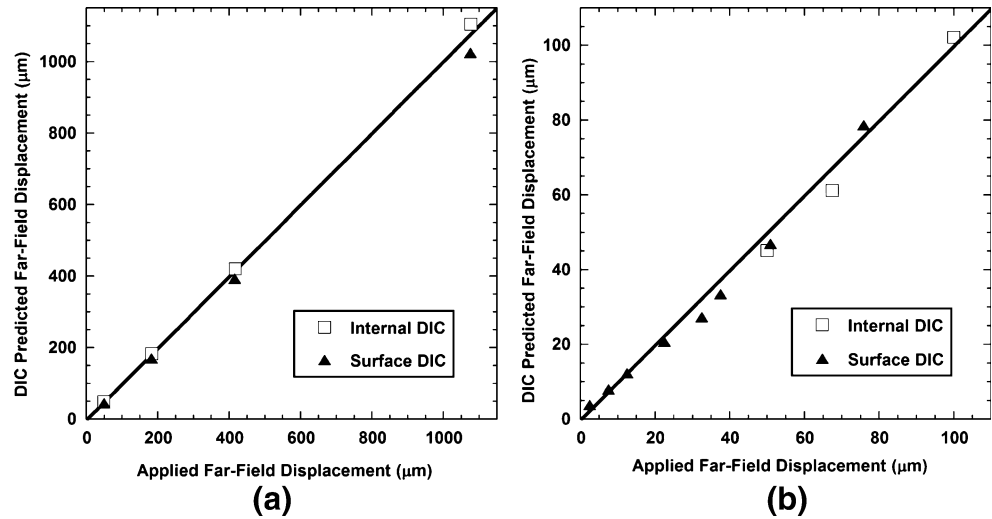 DIC Predicted Far-Field Displacement (μm)
1000
800
600
400
200
0
Internal DIC
Surface DIC
0 200 400 600 800 1000
Applied Far-Field Displacement (μm)
(a)
DIC Predicted Far-Field Displacement (μm)
100
80
60
40
20
0
Internal DIC
Surface DIC
0 20 40 60 80 100
Applied Far-Field Displacement (μm)
(b)